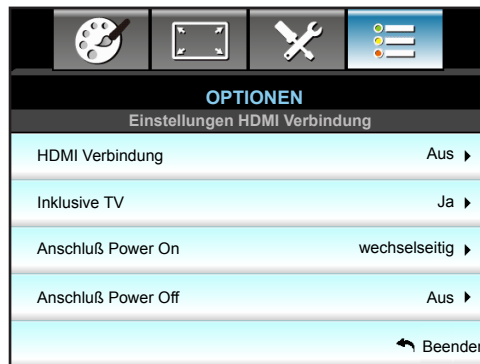 OPTIONEN
Einstellungen HDMI Verbindung
HDMI Verbindung Aus
Inklusive TV Ja
Anschluß Power On wechselseitig
Anschluß Power Off Aus
Beenden